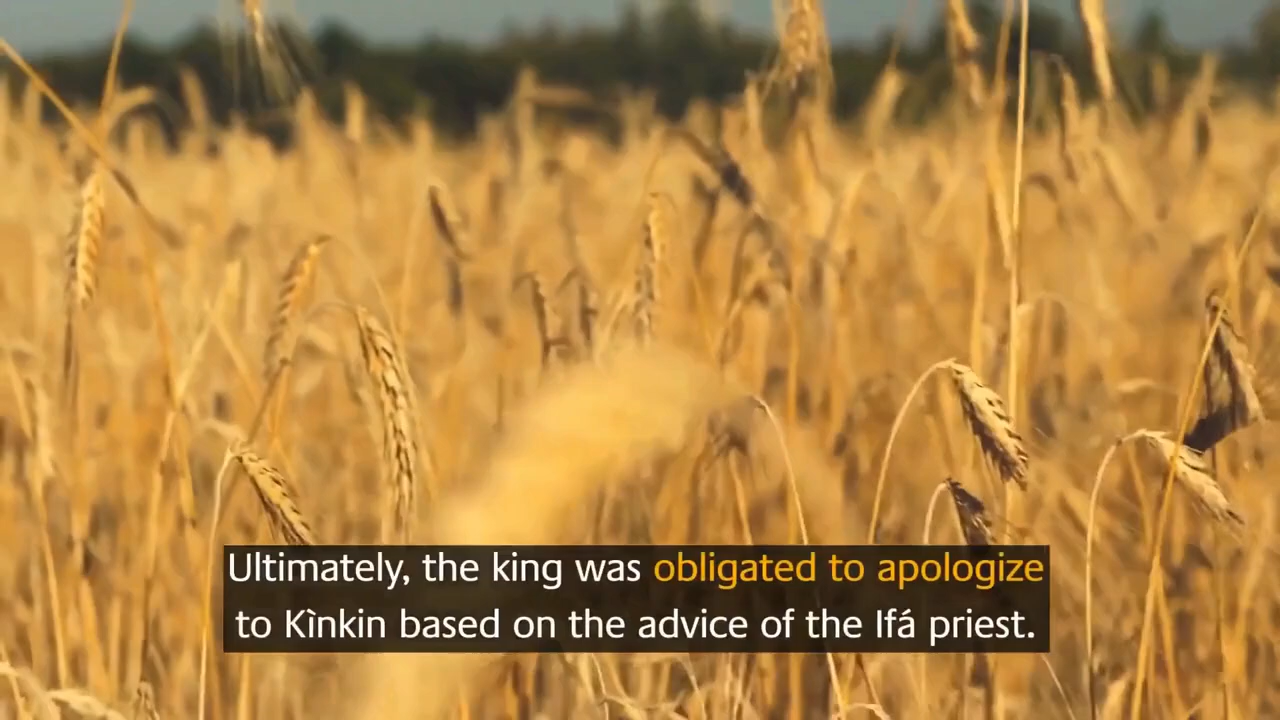 Ultimately, the king was obligated to apologize
to Kìnkin based on the advice of the Ifá priest.